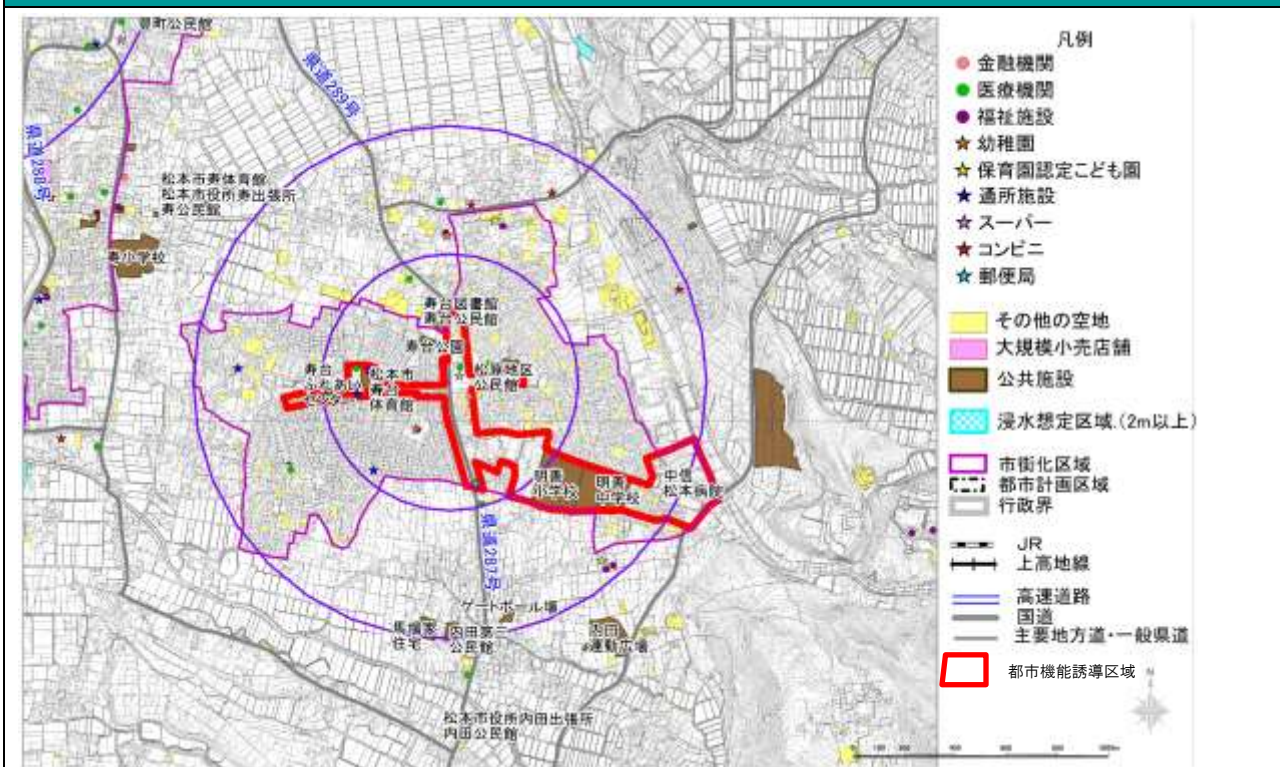 豊町公民館
県道289号
県道288号
松本市寿体育館
松本市役所寿出張所
寿公民館
寿小学校
寿台図書館
寿台公民館
寿台公園
寿台
ふれあい
松本市
寿台
体育館
松原地区
公民館
明善
小学校
明善
中学校
中信
松本病院
県道287号
ゲートボール場
馬場家
住宅
内田第二
公民館
内田
運動広場
松本市役所内田出張所
内田公民館
凡例
金融機関
医療機関
福祉施設
幼稚園
保育園認定こども園
通所施設
スーパー
コンビニ
郵便局
その他の空地
大規模小売店舗
公共施設
浸水想定区域.(2m以上)
市街化区域
都市計画区域
行政界
JR
上高地線
高速道路
国道
主要地方道・一般県道
都市機能誘導区域
N